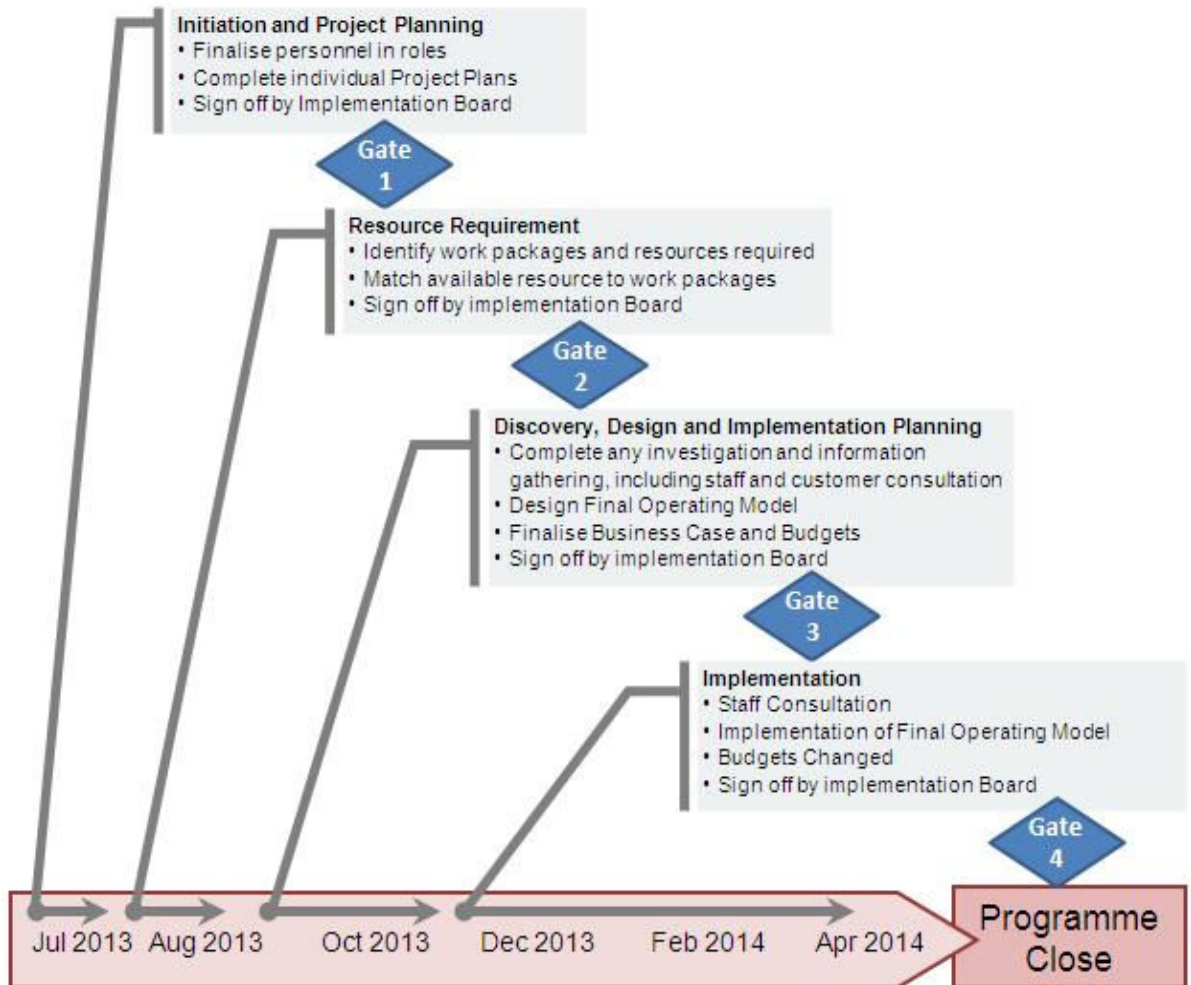 Initiation and Project Planning
• Finalise personnel in roles
• Complete individual Project Plans
• Sign off by Implementation Board
Gate
1
Resource Requirement
• Identify work packages and resources required
• Match available resource to work packages
• Sign off by implementation Board
Gate
2
Discovery, Design and Implementation Planning
• Complete any investigation and information
gathering, including staff and customer consultation
• Design Final Operating Model
• Finalise Business Case and Budgets
• Sign off by implementation Board
Gate
3
Implementation
• Staff Consultation
• Implementation of Final Operating Model
• Budgets Changed
• Sign off by implementation Board
Gate
4
Jul 2013 Aug 2013 Oct 2013 Dec 2013 Feb 2014 Apr 2014
Programme
Close